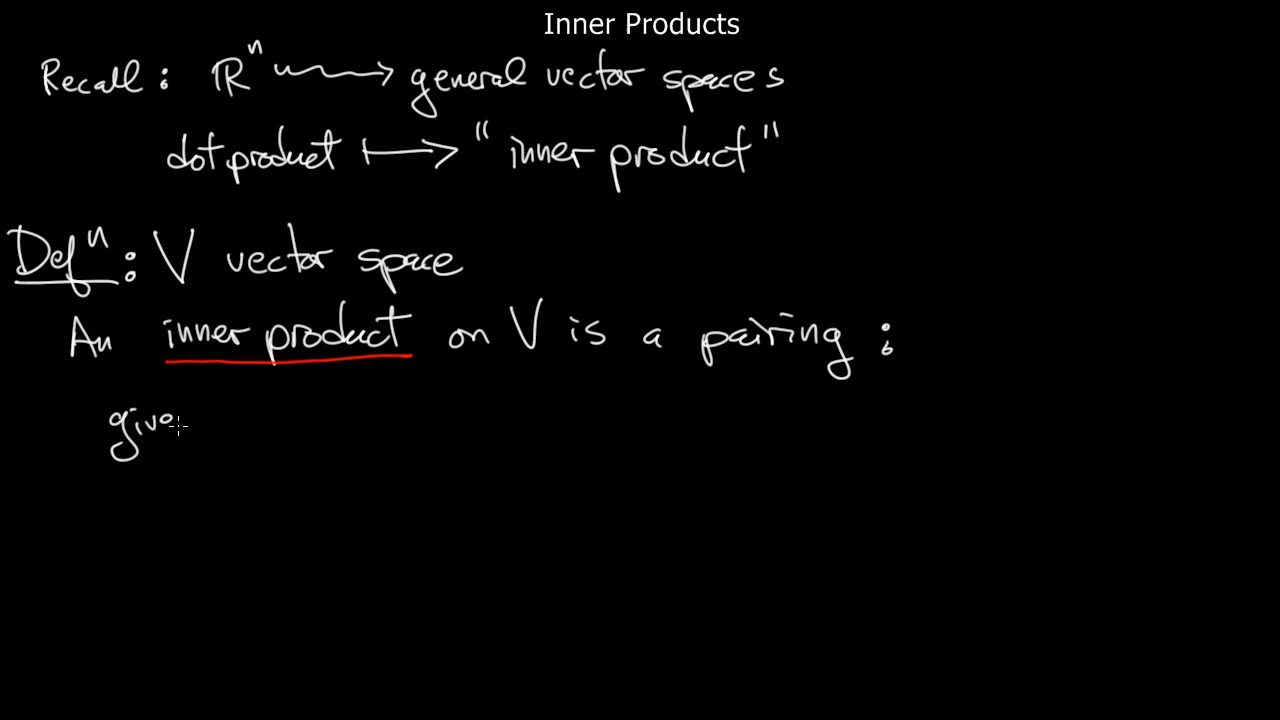 Inner Products
Recall: ℝⁿ ⟿ general vector spaces
dot product ⟼ "inner product"
Defⁿ: V vector space
An inner product on V is a pairing:
give